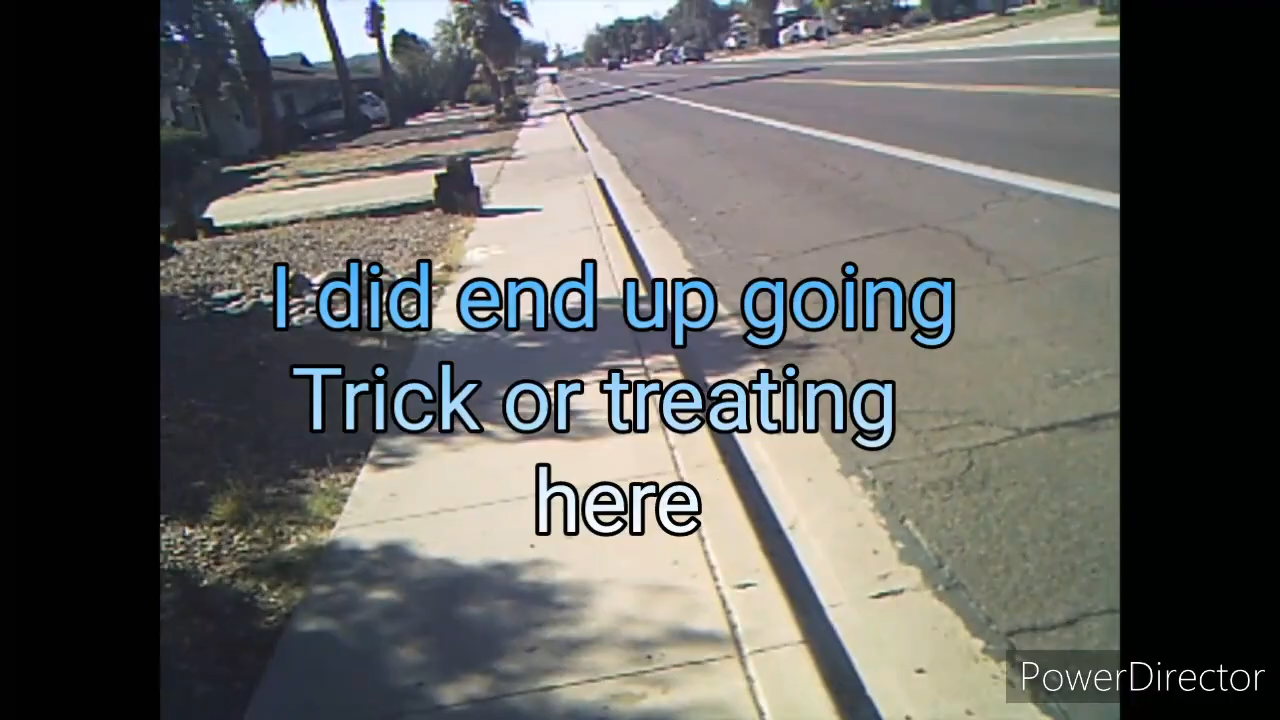 I did end up going
Trick or treating
here
PowerDirector